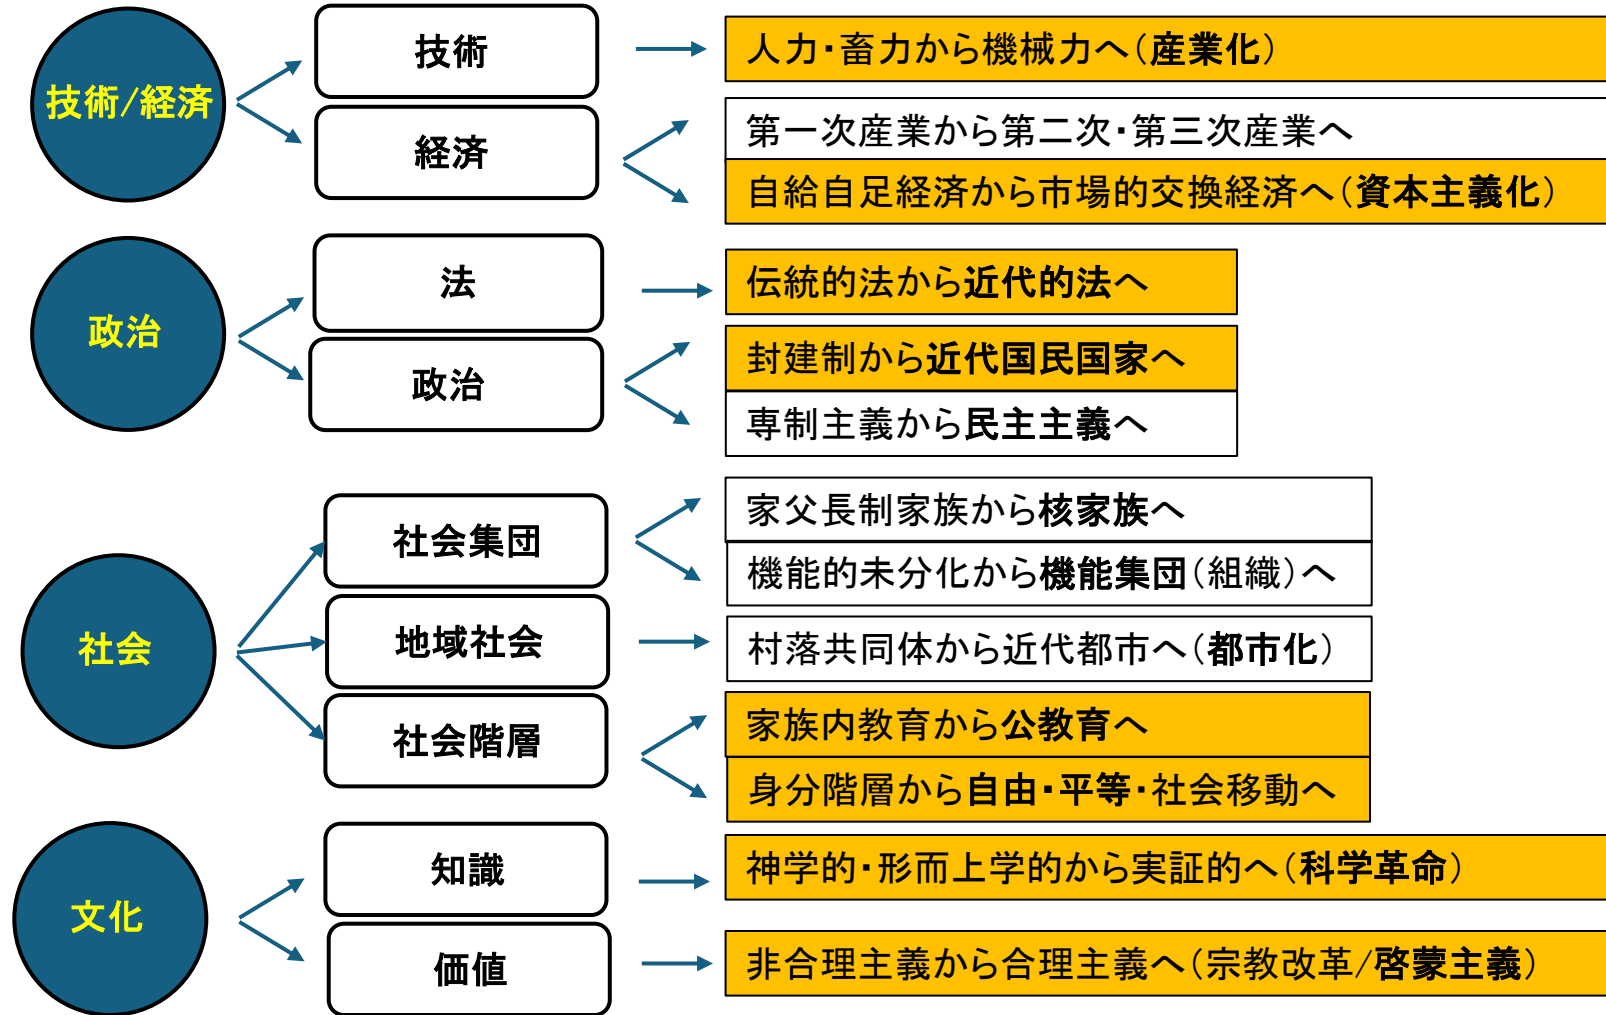 技術/経済
技術
人力・畜力から機械力へ(産業化)
経済
第一次産業から第二次・第三次産業へ
自給自足経済から市場的交換経済へ(資本主義化)
政治
法
伝統的法から近代的法へ
政治
封建制から近代国民国家へ
専制主義から民主主義へ
社会
社会集団
家父長制家族から核家族へ
機能的未分化から機能集団(組織)へ
地域社会
村落共同体から近代都市へ(都市化)
社会階層
家族内教育から公教育へ
身分階層から自由・平等・社会移動へ
文化
知識
神学的・形而上学的から実証的へ(科学革命)
価値
非合理主義から合理主義へ(宗教改革/啓蒙主義)